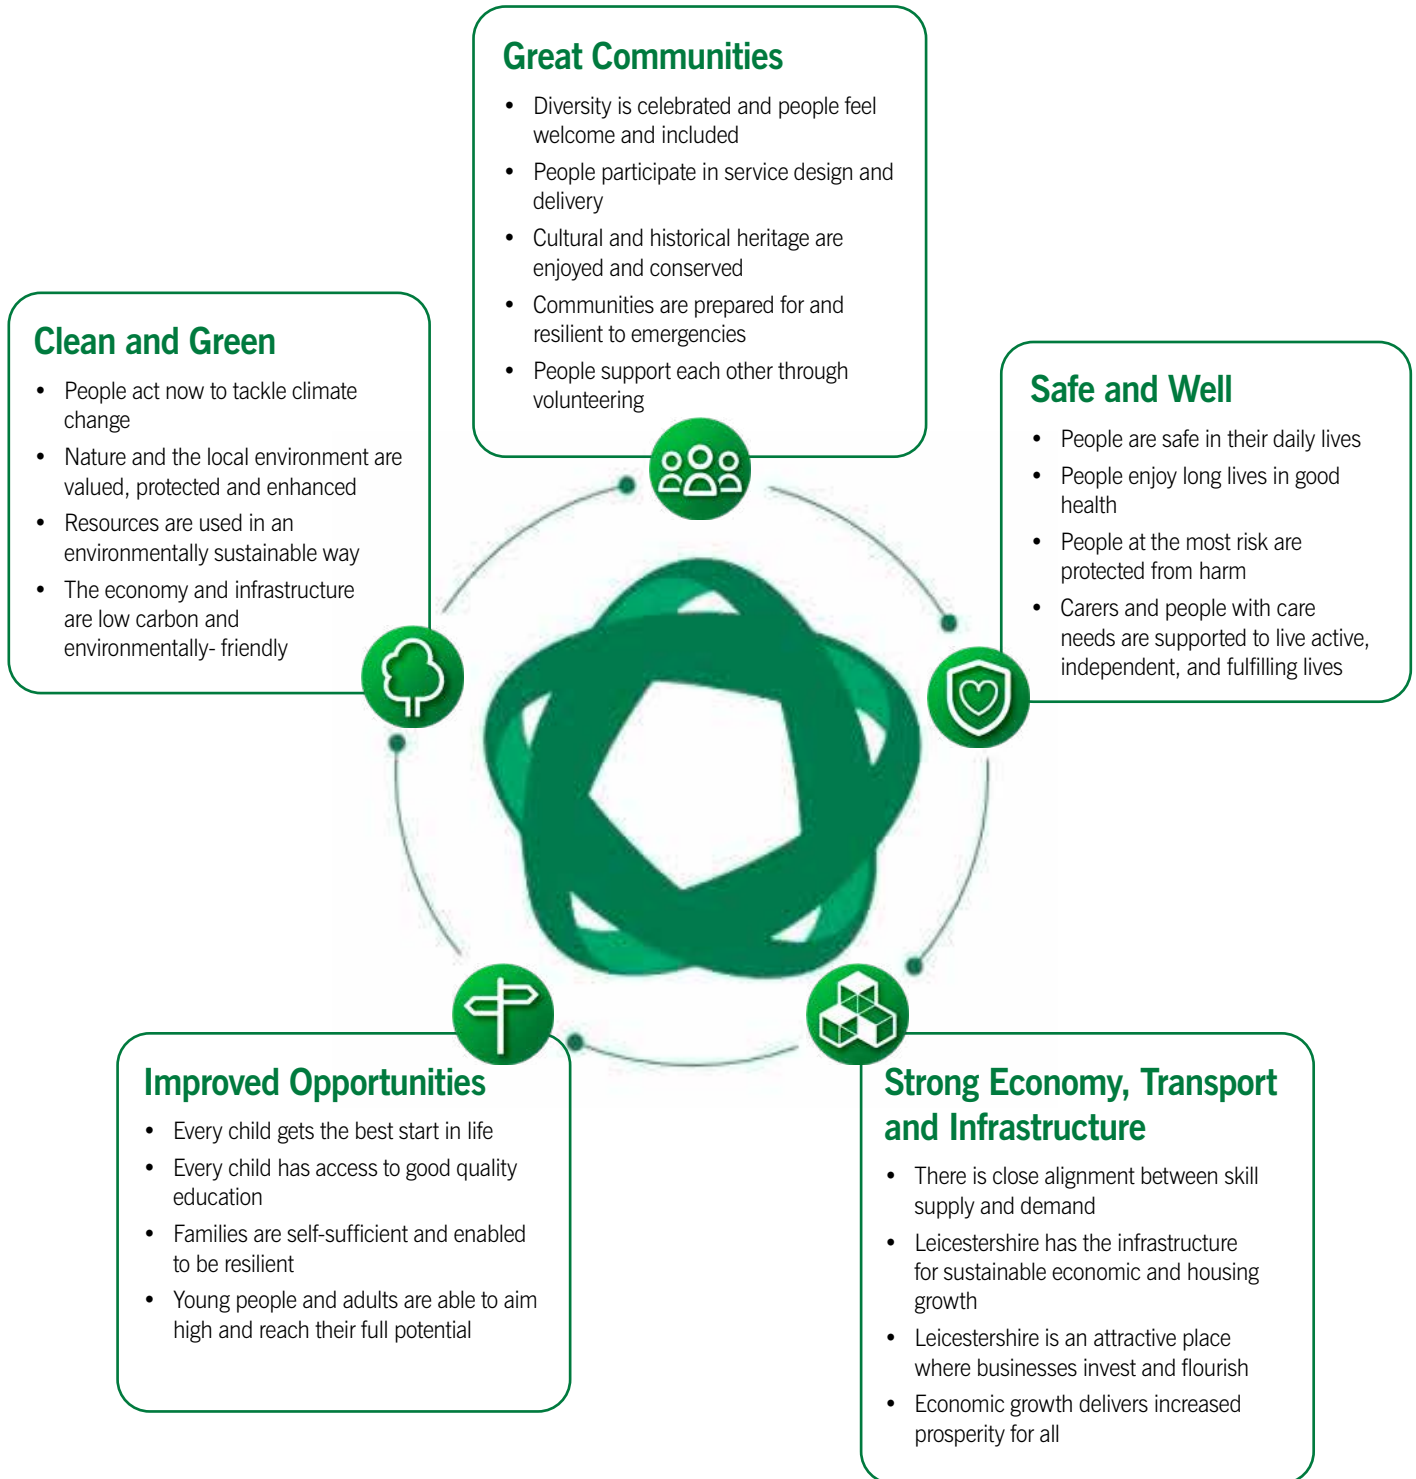 Great Communities
• Diversity is celebrated and people feel
welcome and included
• People participate in service design and
delivery
• Cultural and historical heritage are
enjoyed and conserved
• Communities are prepared for and
resilient to emergencies
• People support each other through
volunteering
Clean and Green
• People act now to tackle climate
change
• Nature and the local environment are
valued, protected and enhanced
• Resources are used in an
environmentally sustainable way
• The economy and infrastructure
are low carbon and
environmentally- friendly
Safe and Well
• People are safe in their daily lives
• People enjoy long lives in good
health
• People at the most risk are
protected from harm
• Carers and people with care
needs are supported to live active,
independent, and fulfilling lives
Improved Opportunities
• Every child gets the best start in life
• Every child has access to good quality
education
• Families are self-sufficient and enabled
to be resilient
• Young people and adults are able to aim
high and reach their full potential
Strong Economy, Transport
and Infrastructure
• There is close alignment between skill
supply and demand
• Leicestershire has the infrastructure
for sustainable economic and housing
growth
• Leicestershire is an attractive place
where businesses invest and flourish
• Economic growth delivers increased
prosperity for all